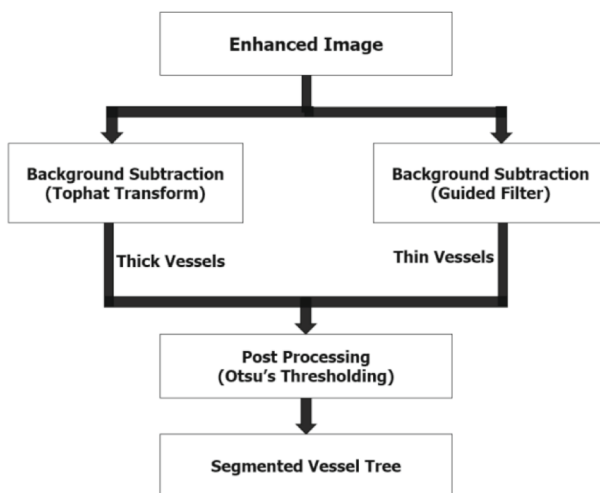 Enhanced Image
Background Subtraction
(Tophat Transform)
Background Subtraction
(Guided Filter)
Thick Vessels
Thin Vessels
Post Processing
(Otsu's Thresholding)
Segmented Vessel Tree